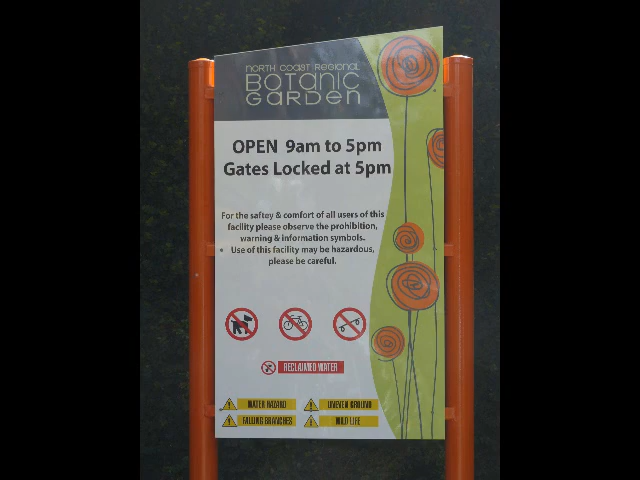 NORTH COAST REGIONAL
BOTANIC
GARDEN
OPEN 9am to 5pm
Gates Locked at 5pm
For the saftey & comfort of all users of this
facility please observe the prohibition,
warning & information symbols.
• Use of this facility may be hazardous,
please be careful.
RECLAIMED WATER
WATER HAZARD
UNEVEN GROUND
FALLING BRANCHES
WILD LIFE